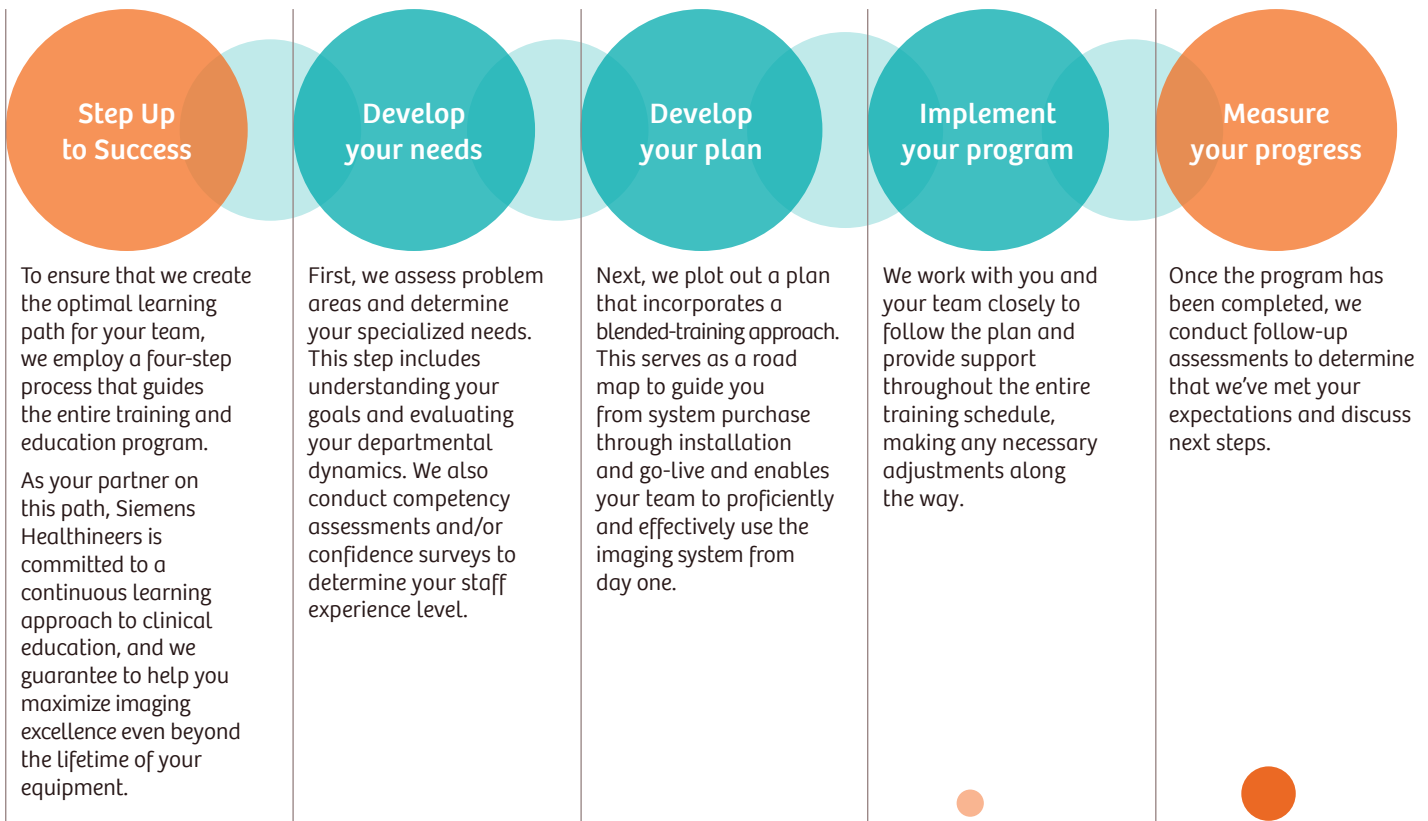 Step Up
to Success
To ensure that we create
the optimal learning
path for your team,
we employ a four-step
process that guides
the entire training and
education program.
As your partner on
this path, Siemens
Healthineers is
committed to a
continuous learning
approach to clinical
education, and we
guarantee to help you
maximize imaging
excellence even beyond
the lifetime of your
equipment.
Develop
your needs
First, we assess problem
areas and determine
your specialized needs.
This step includes
understanding your
goals and evaluating
your departmental
dynamics. We also
conduct competency
assessments and/or
confidence surveys to
determine your staff
experience level.
Develop
your plan
Next, we plot out a plan
that incorporates a
blended-training approach.
This serves as a road
map to guide you
from system purchase
through installation
and go-live and enables
your team to proficiently
and effectively use the
imaging system from
day one.
Implement
your program
We work with you and
your team closely to
follow the plan and
provide support
throughout the entire
training schedule,
making any necessary
adjustments along
the way.
Measure
your progress
Once the program has
been completed, we
conduct follow-up
assessments to determine
that we've met your
expectations and discuss
next steps.